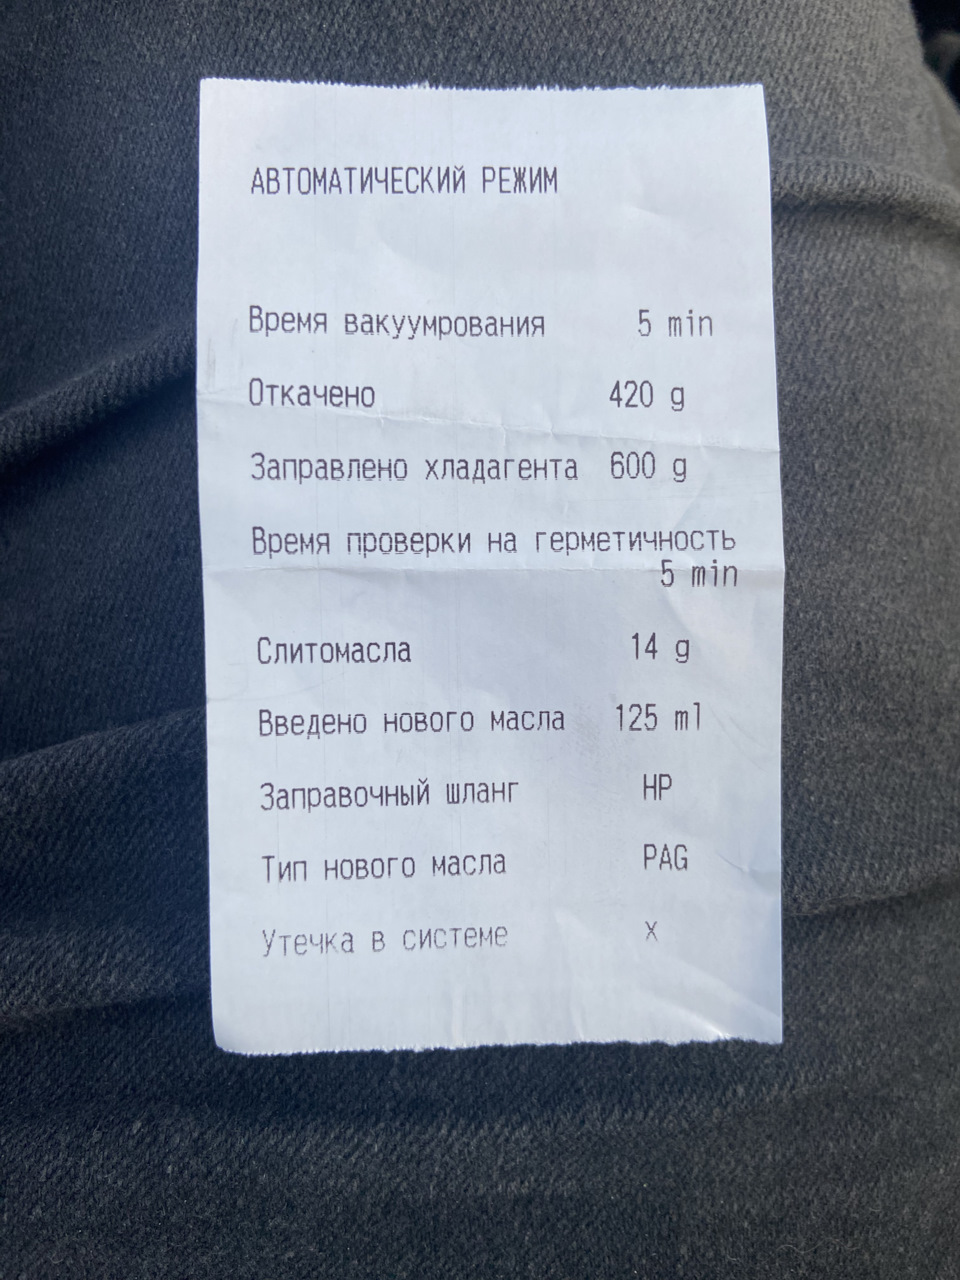 АВТОМАТИЧЕСКИЙ РЕЖИМ
Время вакуумрования 5 min
Откачено 420 g
Заправлено хладагента 600 g
Время проверки на герметичность
5 min
Слитомасла 14 g
Введено нового масла 125 ml
Заправочный шланг HP
Тип нового масла PAG
Утечка в системе x